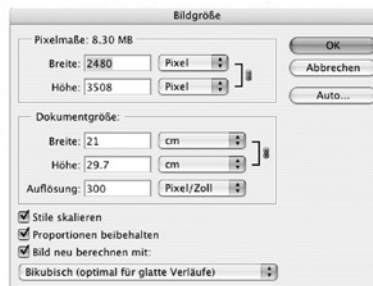 Bildgröße
Pixelmaße: 8.30 MB
OK
Breite: 2480 Pixel
Abbrechen
Höhe: 3508 Pixel
Auto...
Dokumentgröße:
Breite: 21 cm
Höhe: 29.7 cm
Auflösung: 300 Pixel/Zoll
Stile skalieren
Proportionen beibehalten
Bild neu berechnen mit:
Bikubisch (optimal für glatte Verläufe)